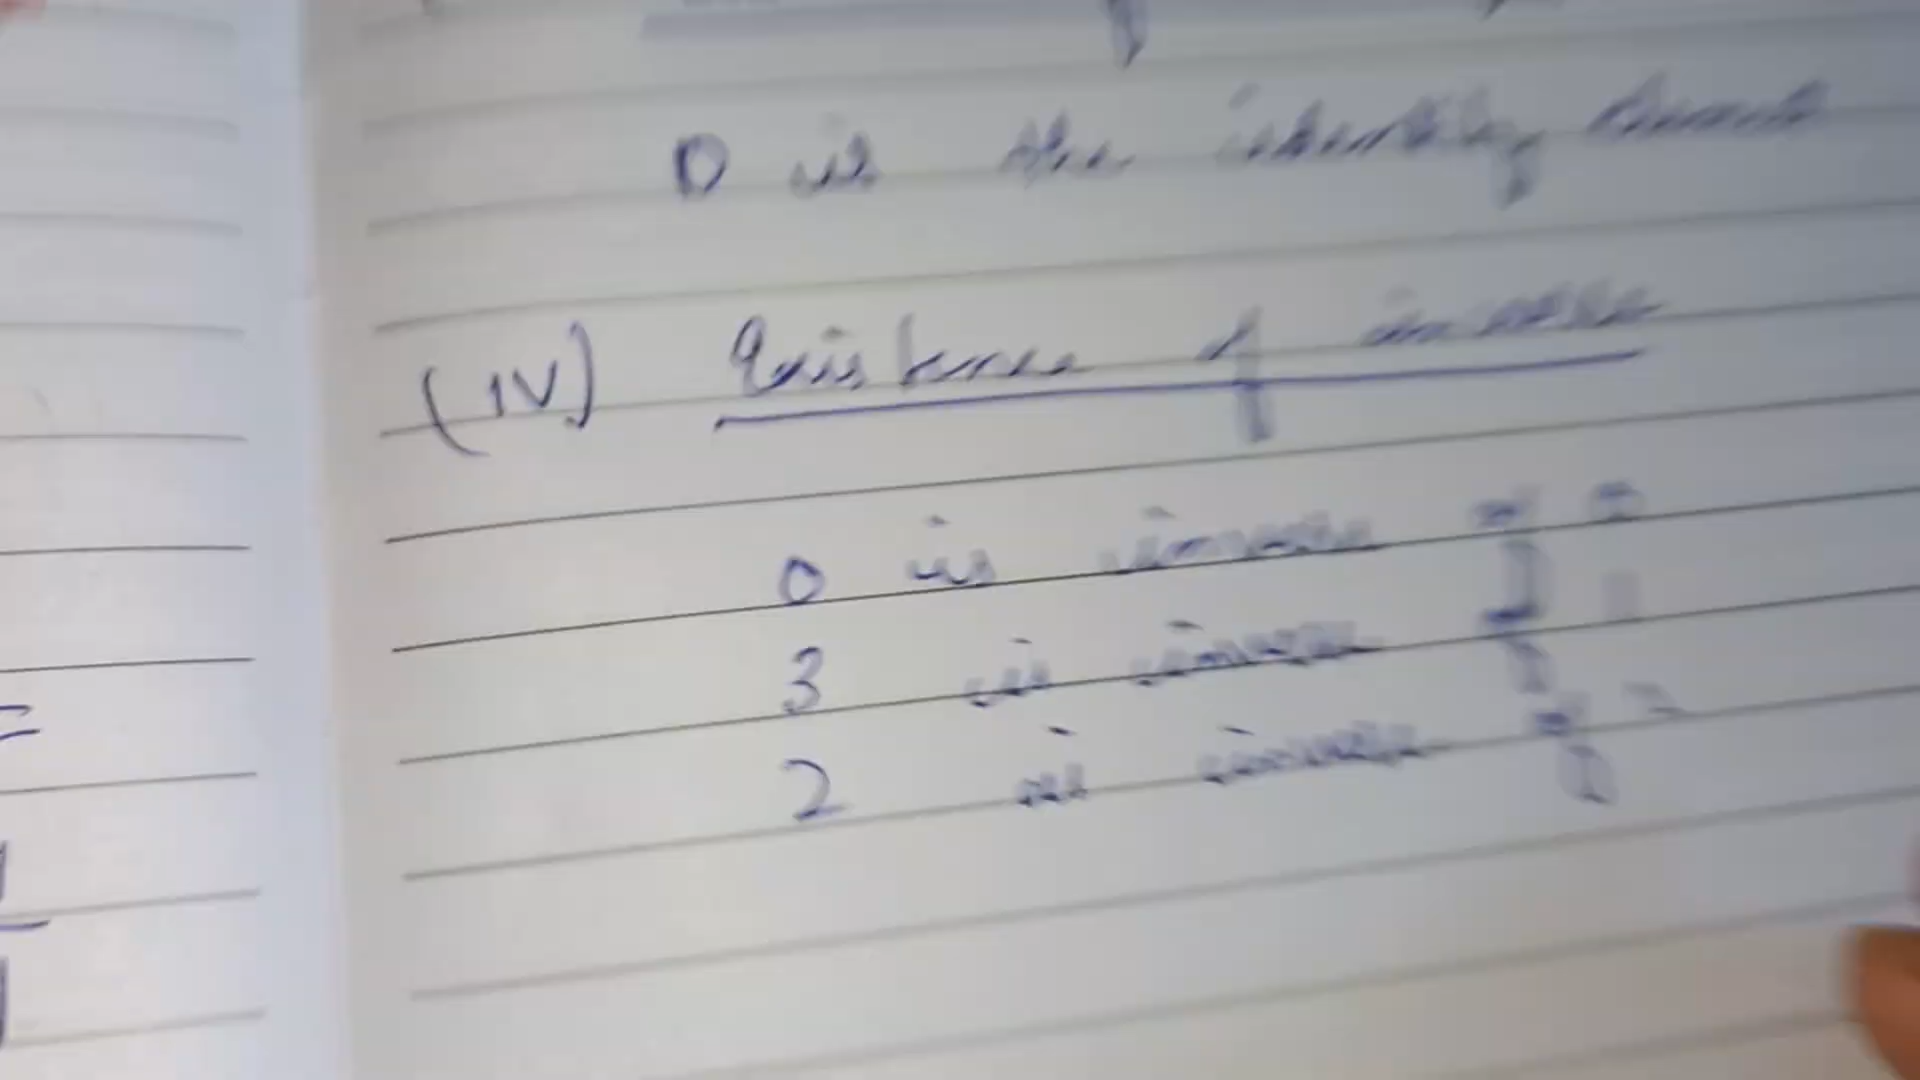 0 is the identity element
(IV) Existence of inverse
0 is inverse of 0
3 is inverse of
2 is inverse of 2